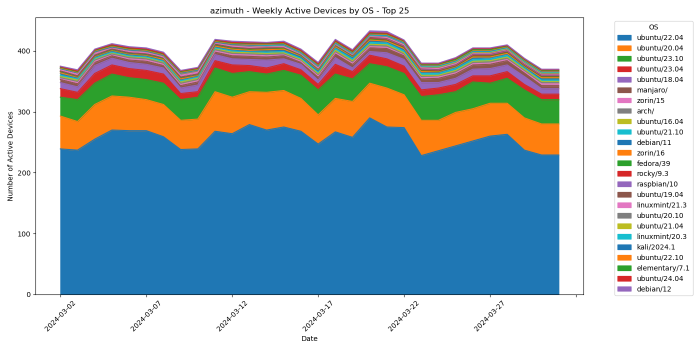 azimuth - Weekly Active Devices by OS - Top 25
Number of Active Devices
400
300
200
100
0
2024-03-02
2024-03-07
2024-03-12
2024-03-17
2024-03-22
2024-03-27
Date
OS
ubuntu/22.04
ubuntu/20.04
ubuntu/23.10
ubuntu/23.04
ubuntu/18.04
manjaro/
zorin/15
arch/
ubuntu/16.04
ubuntu/21.10
debian/11
zorin/16
fedora/39
rocky/9.3
raspbian/10
ubuntu/19.04
linuxmint/21.3
ubuntu/20.10
ubuntu/21.04
linuxmint/20.3
kali/2024.1
ubuntu/22.10
elementary/7.1
ubuntu/24.04
debian/12